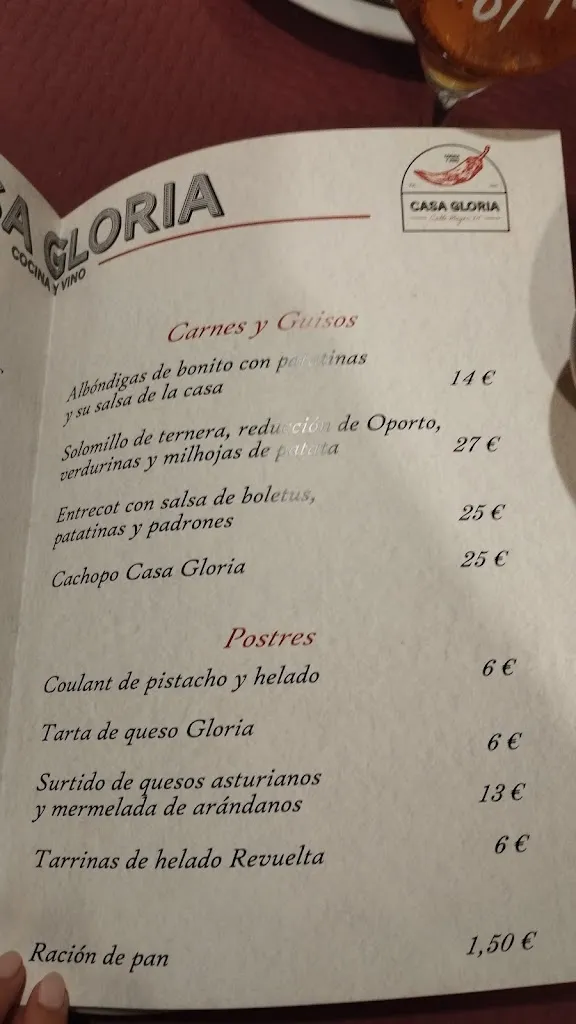 SA GLORIA
COCINA Y VINO
CASA GLORIA
Carnes y Guisos
Albóndigas de bonito con patatinas
y su salsa de la casa
14 €
Solomillo de ternera, reducción de Oporto,
verdurinas y milhojas de patata
27 €
Entrecot con salsa de boletus,
patatinas y padrones
25 €
Cachopo Casa Gloria
25 €
Postres
Coulant de pistacho y helado
6 €
Tarta de queso Gloria
6 €
Surtido de quesos asturianos
y mermelada de arándanos
13 €
Tarrinas de helado Revuelta
6 €
Ración de pan
1,50 €